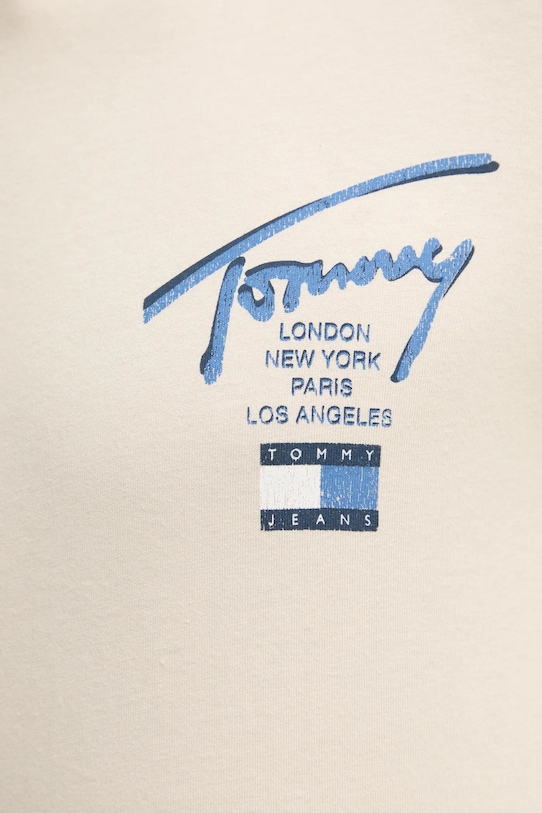 Tommy
LONDON
NEW YORK
PARIS
LOS ANGELES
TOMMY
JEANS